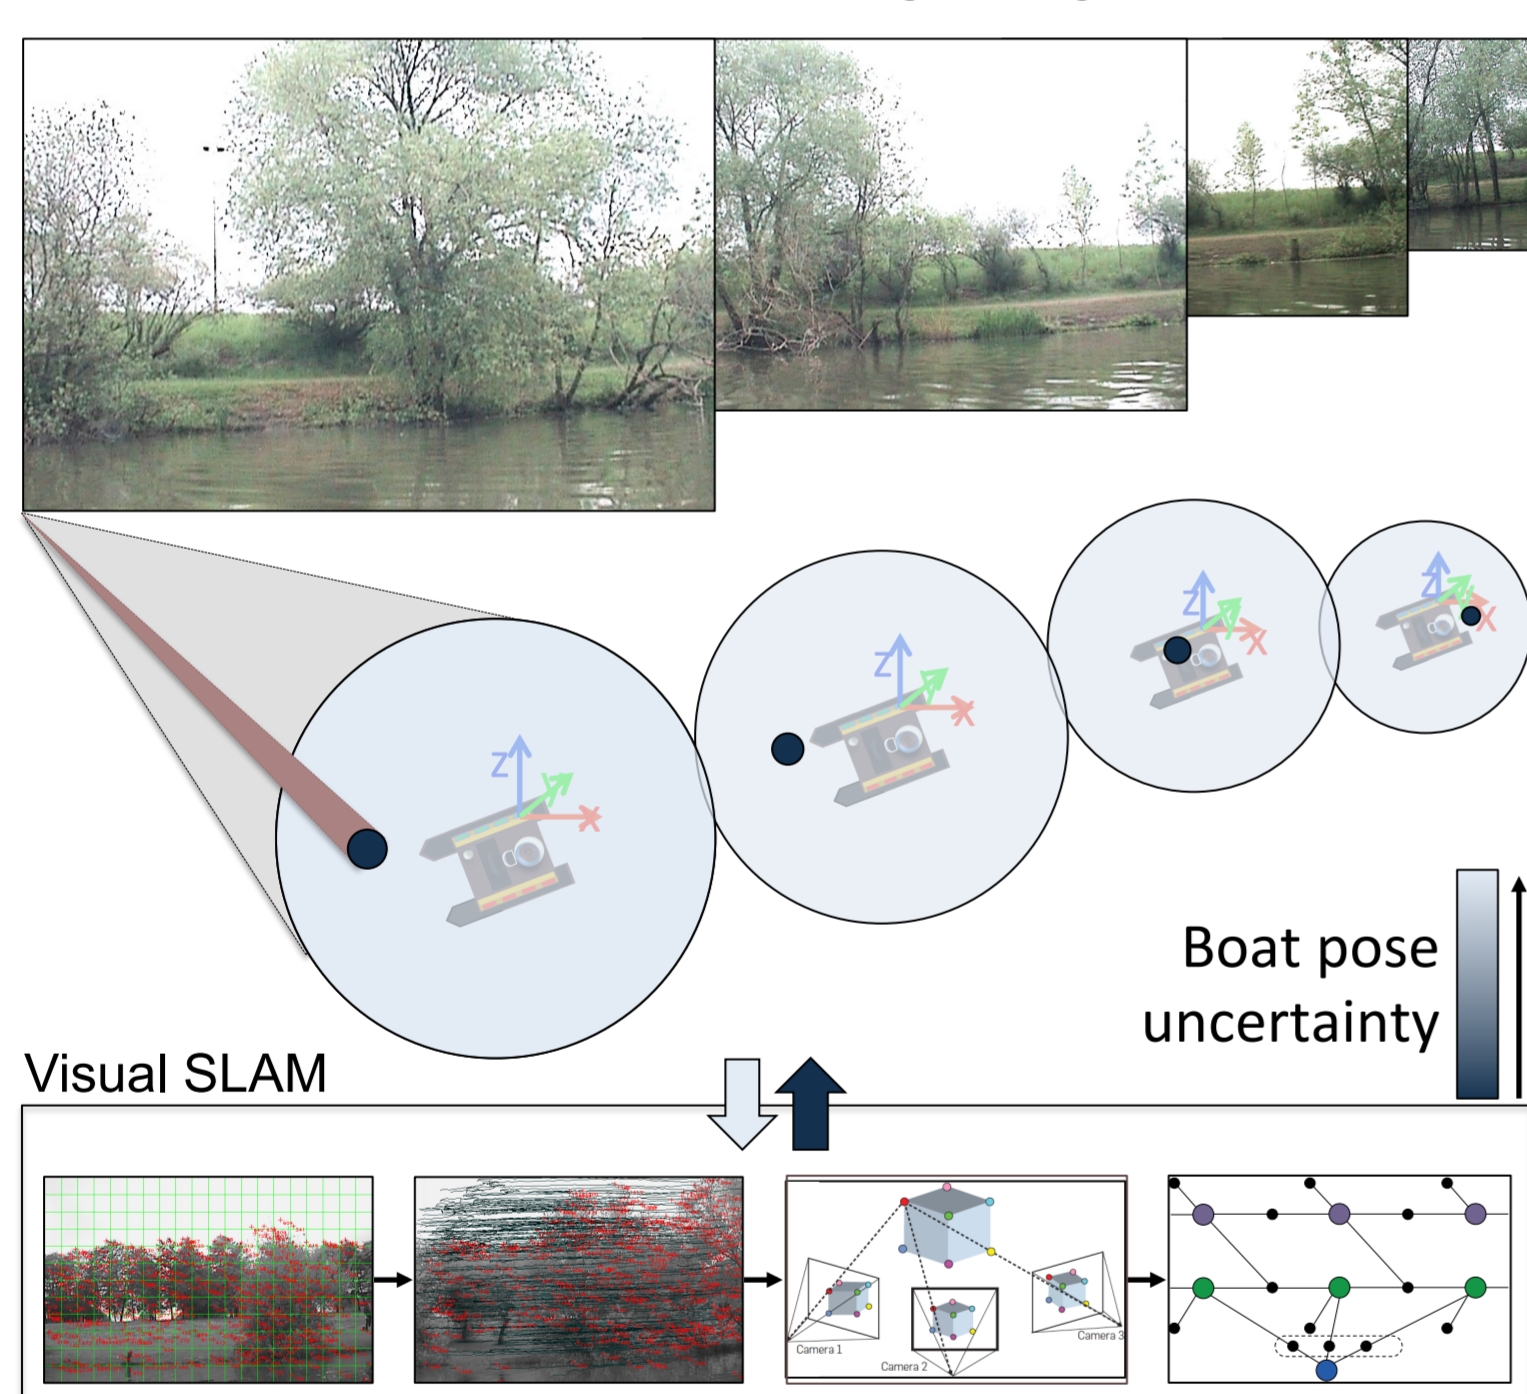 Z
Y
X
Z
Y
X
Z
Y
X
Z
Y
X
Boat pose
uncertainty
Visual SLAM
Camera 1
Camera 2
Camera 3